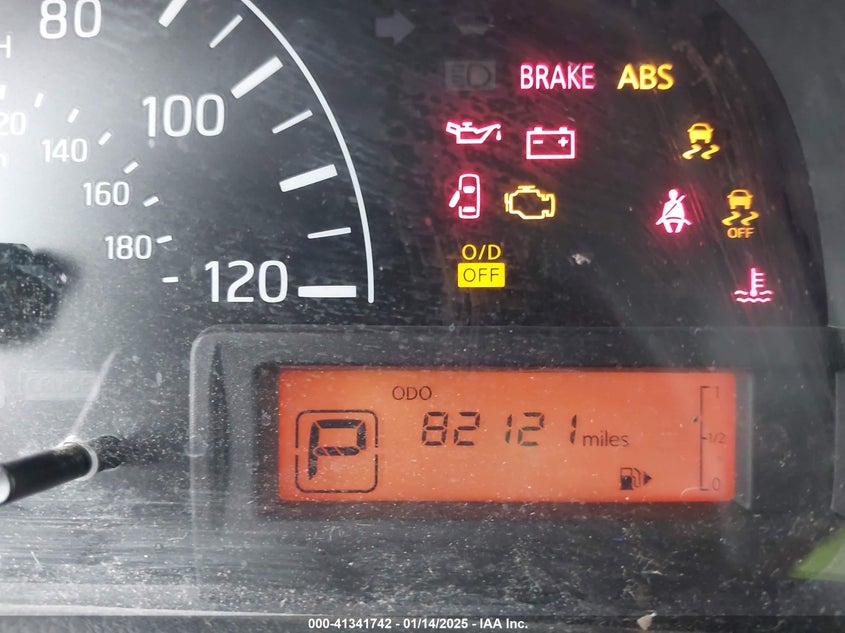 80
100
140
160
180
120
BRAKE ABS
O/D
OFF
OFF
ODO
P 82121 miles
1
1/2
0
000-41341742 - 01/14/2025 - IAA Inc.